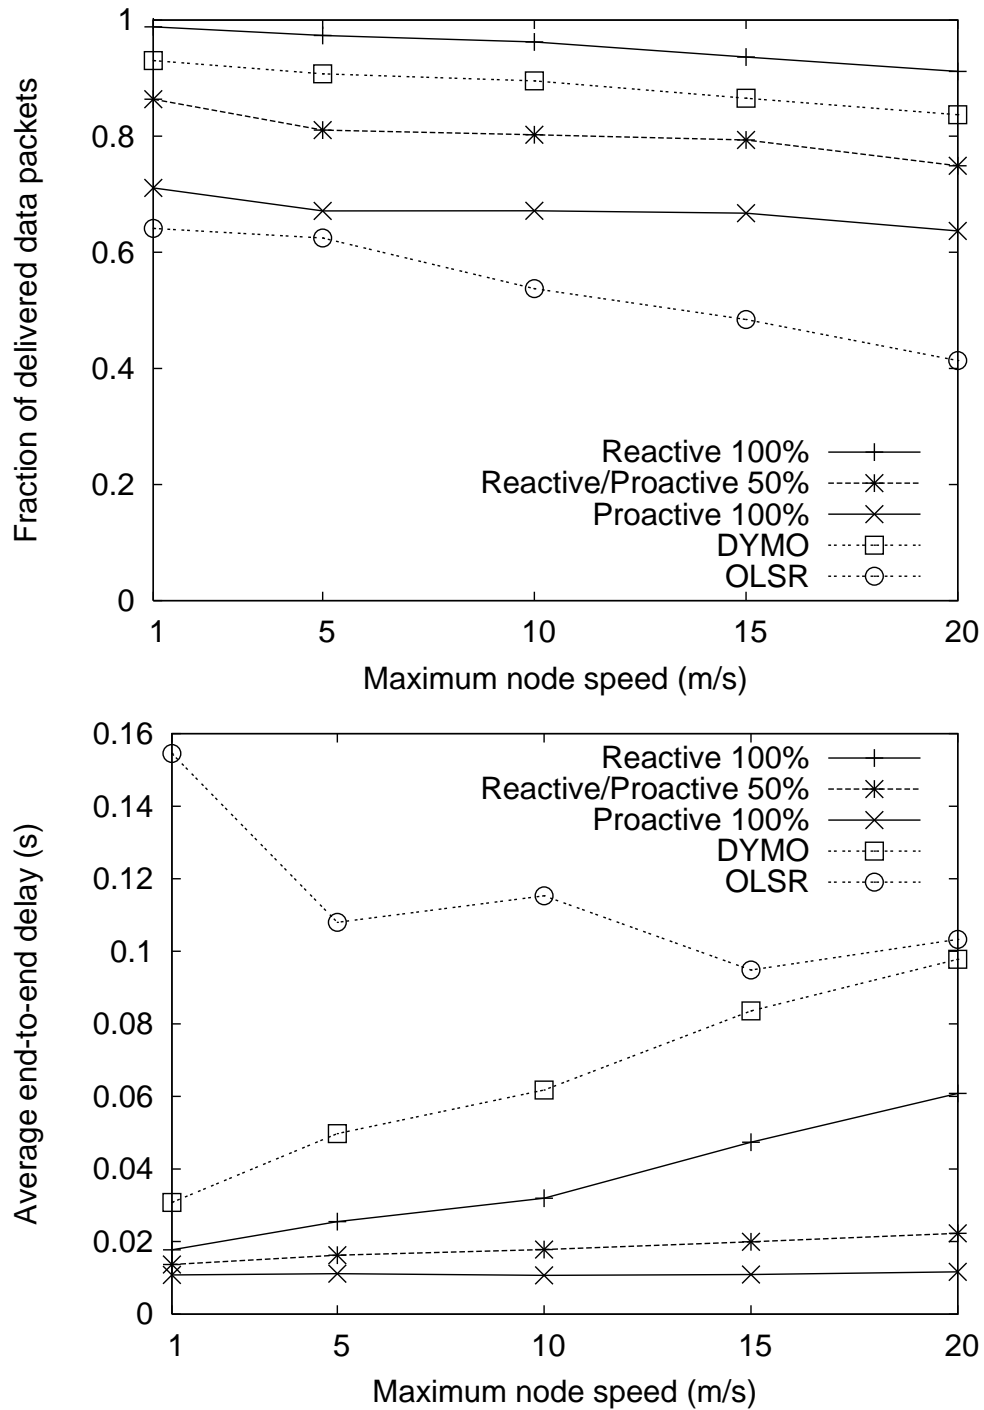 Fraction of delivered data packets
1
0.8
0.6
0.4
0.2
0
Reactive 100%
Reactive/Proactive 50%
Proactive 100%
DYMO
OLSR
1 5 10 15 20
Maximum node speed (m/s)
Average end-to-end delay (s)
0.16
0.14
0.12
0.1
0.08
0.06
0.04
0.02
0
Reactive 100%
Reactive/Proactive 50%
Proactive 100%
DYMO
OLSR
1 5 10 15 20
Maximum node speed (m/s)